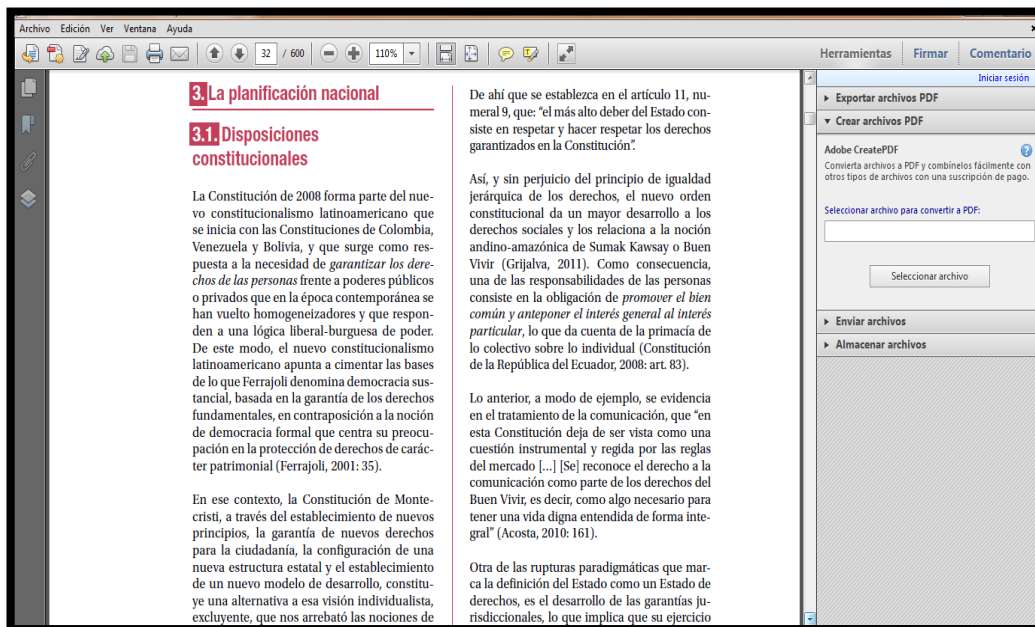 Archivo Edición Ver Ventana Ayuda
32 / 600 110%
Herramientas Firmar Comentario
Iniciar sesión
Exportar archivos PDF
Crear archivos PDF
Adobe CreatePDF
Convierta archivos a PDF y combínelos fácilmente con
otros tipos de archivos con una suscripción de pago.
Seleccionar archivo para convertir a PDF:
Seleccionar archivo
Enviar archivos
Almacenar archivos
3. La planificación nacional
3.1. Disposiciones
constitucionales
La Constitución de 2008 forma parte del nue-
vo constitucionalismo latinoamericano que
se inicia con las Constituciones de Colombia,
Venezuela y Bolivia, y que surge como res-
puesta a la necesidad de garantizar los dere-
chos de las personas frente a poderes públicos
o privados que en la época contemporánea se
han vuelto homogeneizadores y que respon-
den a una lógica liberal-burguesa de poder.
De este modo, el nuevo constitucionalismo
latinoamericano apunta a cimentar las bases
de lo que Ferrajoli denomina democracia sus-
tancial, basada en la garantía de los derechos
fundamentales, en contraposición a la noción
de democracia formal que centra su preocu-
pación en la protección de derechos de carác-
ter patrimonial (Ferrajoli, 2001: 35).
En ese contexto, la Constitución de Monte-
cristi, a través del establecimiento de nuevos
principios, la garantía de nuevos derechos
para la ciudadanía, la configuración de una
nueva estructura estatal y el establecimiento
de un nuevo modelo de desarrollo, constitu-
ye una alternativa a esa visión individualista,
excluyente, que nos arrebató las nociones de
De ahí que se establezca en el artículo 11, nu-
meral 9, que: “el más alto deber del Estado con-
siste en respetar y hacer respetar los derechos
garantizados en la Constitución”.
Así, y sin perjuicio del principio de igualdad
jerárquica de los derechos, el nuevo orden
constitucional da un mayor desarrollo a los
derechos sociales y los relaciona a la noción
andino-amazónica de Sumak Kawsay o Buen
Vivir (Grijalva, 2011). Como consecuencia,
una de las responsabilidades de las personas
consiste en la obligación de promover el bien
común y anteponer el interés general al interés
particular, lo que da cuenta de la primacía de
lo colectivo sobre lo individual (Constitución
de la República del Ecuador, 2008: art. 83).
Lo anterior, a modo de ejemplo, se evidencia
en el tratamiento de la comunicación, que “en
esta Constitución deja de ser vista como una
cuestión instrumental y regida por las reglas
del mercado [...] [Se] reconoce el derecho a la
comunicación como parte de los derechos del
Buen Vivir, es decir, como algo necesario para
tener una vida digna entendida de forma inte-
gral” (Acosta, 2010: 161).
Otra de las rupturas paradigmáticas que mar-
ca la definición del Estado como un Estado de
derechos, es el desarrollo de las garantías ju-
risdiccionales, lo que implica que su ejercicio